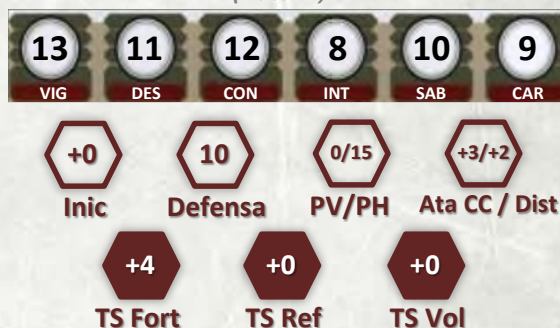 13 11 12 8 10 9
VIG DES CON INT SAB CAR
+0 10 0/15 +3/+2
Inic Defensa PV/PH Ata CC / Dist
+4 +0 +0
TS Fort TS Ref TS Vol